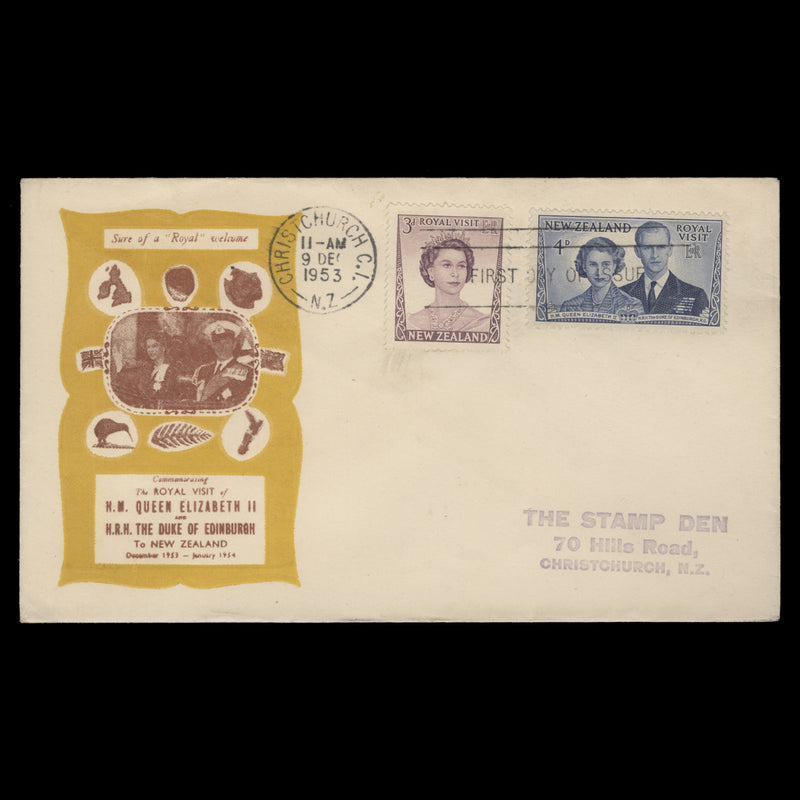 Sure of a "Royal" welcome
Commemorating
The ROYAL VISIT of
H.M. QUEEN ELIZABETH II
AND
H.R.H. THE DUKE OF EDINBURGH
To NEW ZEALAND
December 1953 - January 1954
CHRISTCHURCH C.1.
11-AM
9 DEC
1953
N.Z.
3d ROYAL VISIT EIIR
NEW ZEALAND
FIRST DAY OF ISSUE
NEW ZEALAND ROYAL
4D VISIT
EIIR
H.M. QUEEN ELIZABETH II H.R.H. THE DUKE OF EDINBURGH
THE STAMP DEN
70 Hills Road,
CHRISTCHURCH, N.Z.